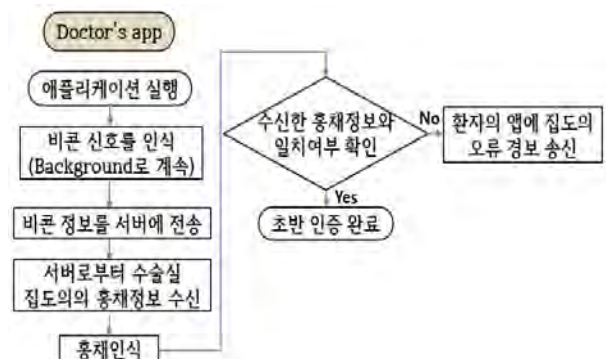 Doctor's app
애플리케이션 실행
비콘 신호를 인식
(Background로 계속)
비콘 정보를 서버에 전송
서버로부터 수술실
집도의의 홍채정보 수신
홍채인식
수신한 홍채정보와
일치여부 확인
No
환자의 앱에 집도의
오류 경보 송신
Yes
초반 인증 완료